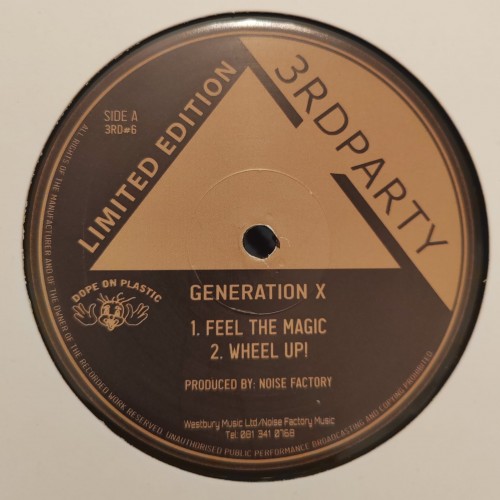 LIMITED EDITION
3RDPARTY
SIDE A
3RD#6
DOPE ON PLASTIC
GENERATION X
1. FEEL THE MAGIC
2. WHEEL UP!
PRODUCED BY: NOISE FACTORY
Westbury Music Ltd/Noise Factory Music
Tel: 081 341 0768
ALL RIGHTS OF THE MANUFACTURER AND OF THE OWNER OF THE RECORDED WORK RESERVED. UNAUTHORISED PUBLIC PERFORMANCE BROADCASTING AND COPYING PROHIBITED